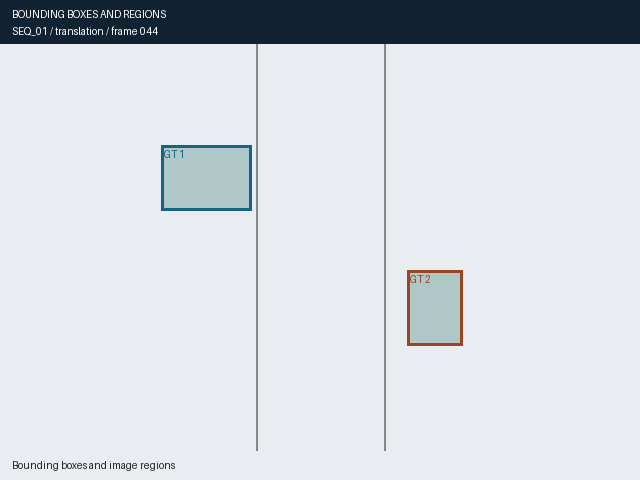 BOUNDING BOXES AND REGIONS
SEQ_01 / translation / frame 044
GT1
GT2
Bounding boxes and image regions